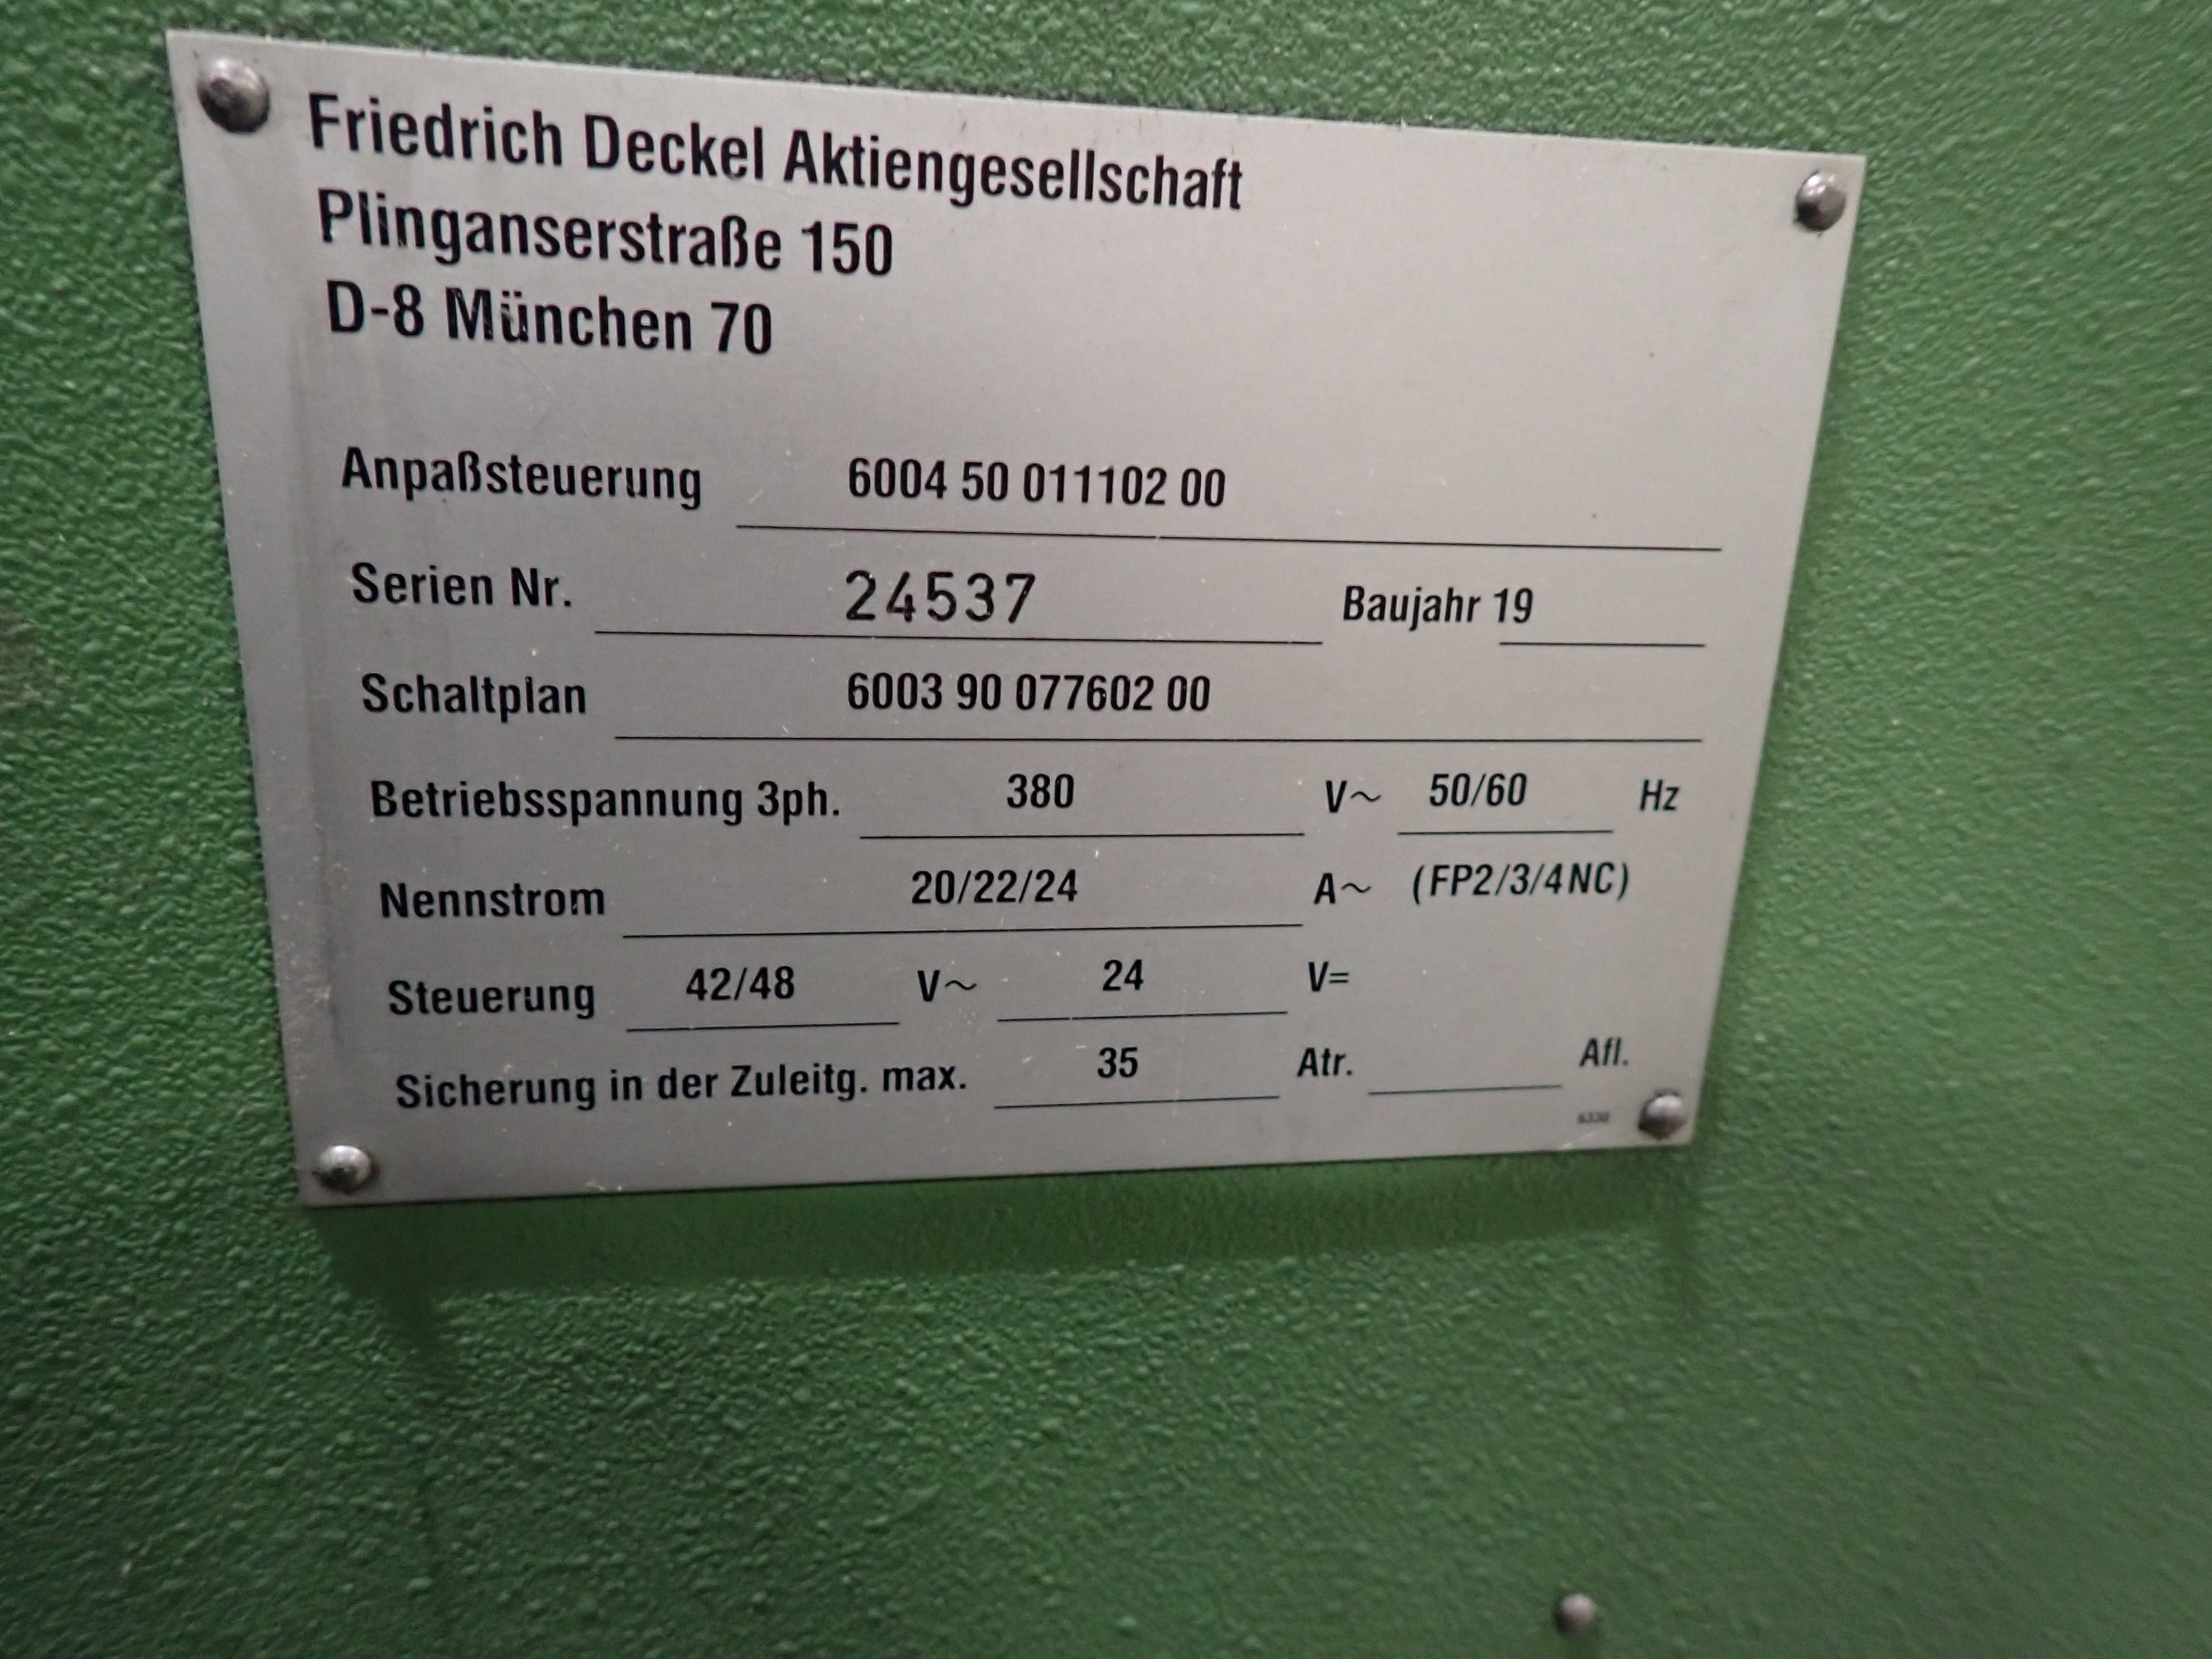 Friedrich Deckel Aktiengesellschaft
Plinganserstraße 150
D-8 München 70
Anpaßsteuerung 6004 50 011102 00
Serien Nr. 24537 Baujahr 19
Schaltplan 6003 90 077602 00
Betriebsspannung 3ph. 380 V~ 50/60 Hz
Nennstrom 20/22/24 A~ (FP2/3/4NC)
Steuerung 42/48 V~ 24 V=
Sicherung in der Zuleitg. max. 35 Atr. Afl.